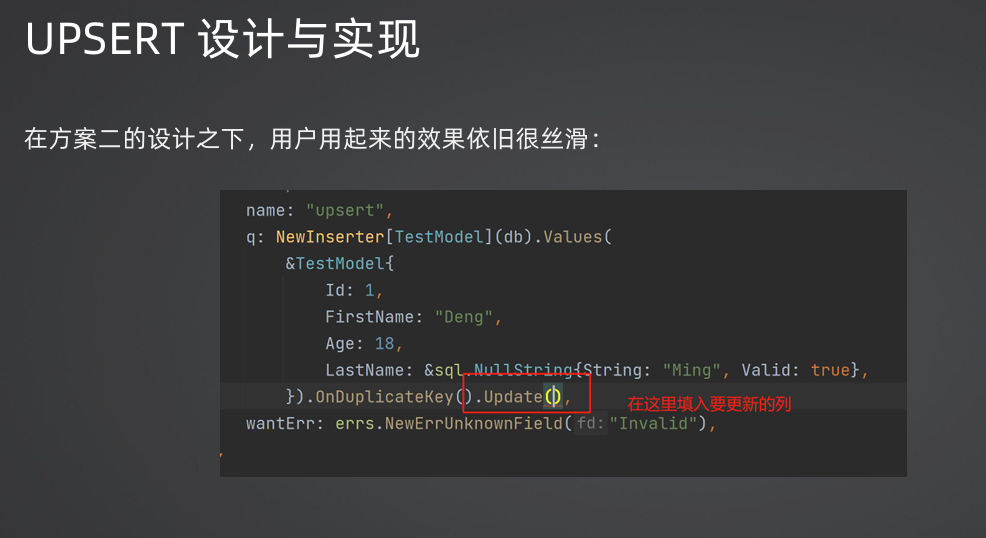 UPSERT 设计与实现
在方案二的设计之下，用户用起来的效果依旧很丝滑：
name: "upsert",
q: NewInserter[TestModel](db).Values(
&TestModel{
Id: 1,
FirstName: "Deng",
Age: 18,
LastName: &sql.NullString{String: "Ming", Valid: true},
}).OnDuplicateKey().Update(),
在这里填入要更新的列
wantErr: errs.NewErrUnknownField( fd: "Invalid"),
,